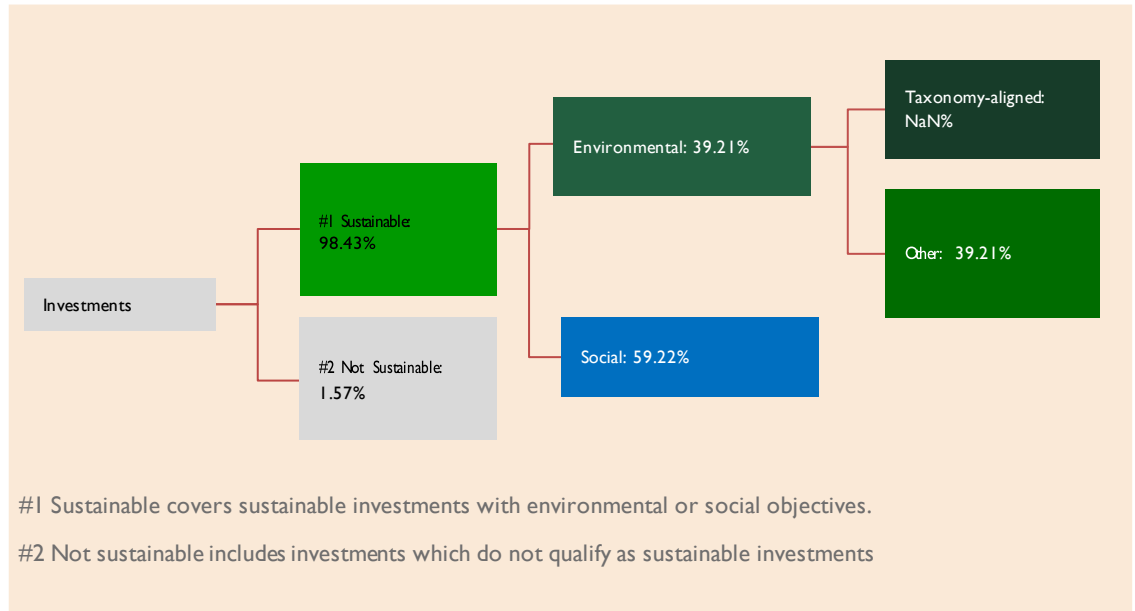 Investments
#1 Sustainable:
98.43%
#2 Not Sustainable:
1.57%
Environmental: 39.21%
Social: 59.22%
Taxonomy-aligned:
NaN%
Other: 39.21%
#1 Sustainable covers sustainable investments with environmental or social objectives.
#2 Not sustainable includes investments which do not qualify as sustainable investments